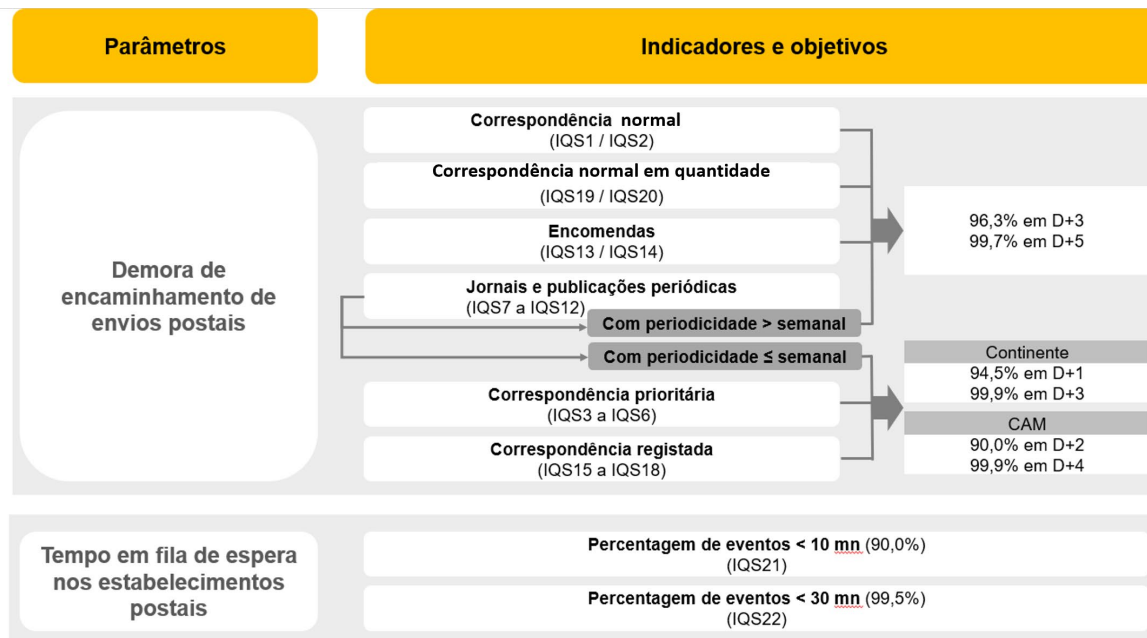 Parâmetros
Indicadores e objetivos
Demora de
encaminhamento de
envios postais
Correspondência normal
(IQS1 / IQS2)
Correspondência normal em quantidade
(IQS19 / IQS20)
Encomendas
(IQS13 / IQS14)
Jornais e publicações periódicas
(IQS7 a IQS12)
Com periodicidade > semanal
Com periodicidade ≤ semanal
Correspondência prioritária
(IQS3 a IQS6)
Correspondência registada
(IQS15 a IQS18)
96,3% em D+3
99,7% em D+5
Continente
94,5% em D+1
99,9% em D+3
CAM
90,0% em D+2
99,9% em D+4
Tempo em fila de espera
nos estabelecimentos
postais
Percentagem de eventos < 10 mn (90,0%)
(IQS21)
Percentagem de eventos < 30 mn (99,5%)
(IQS22)